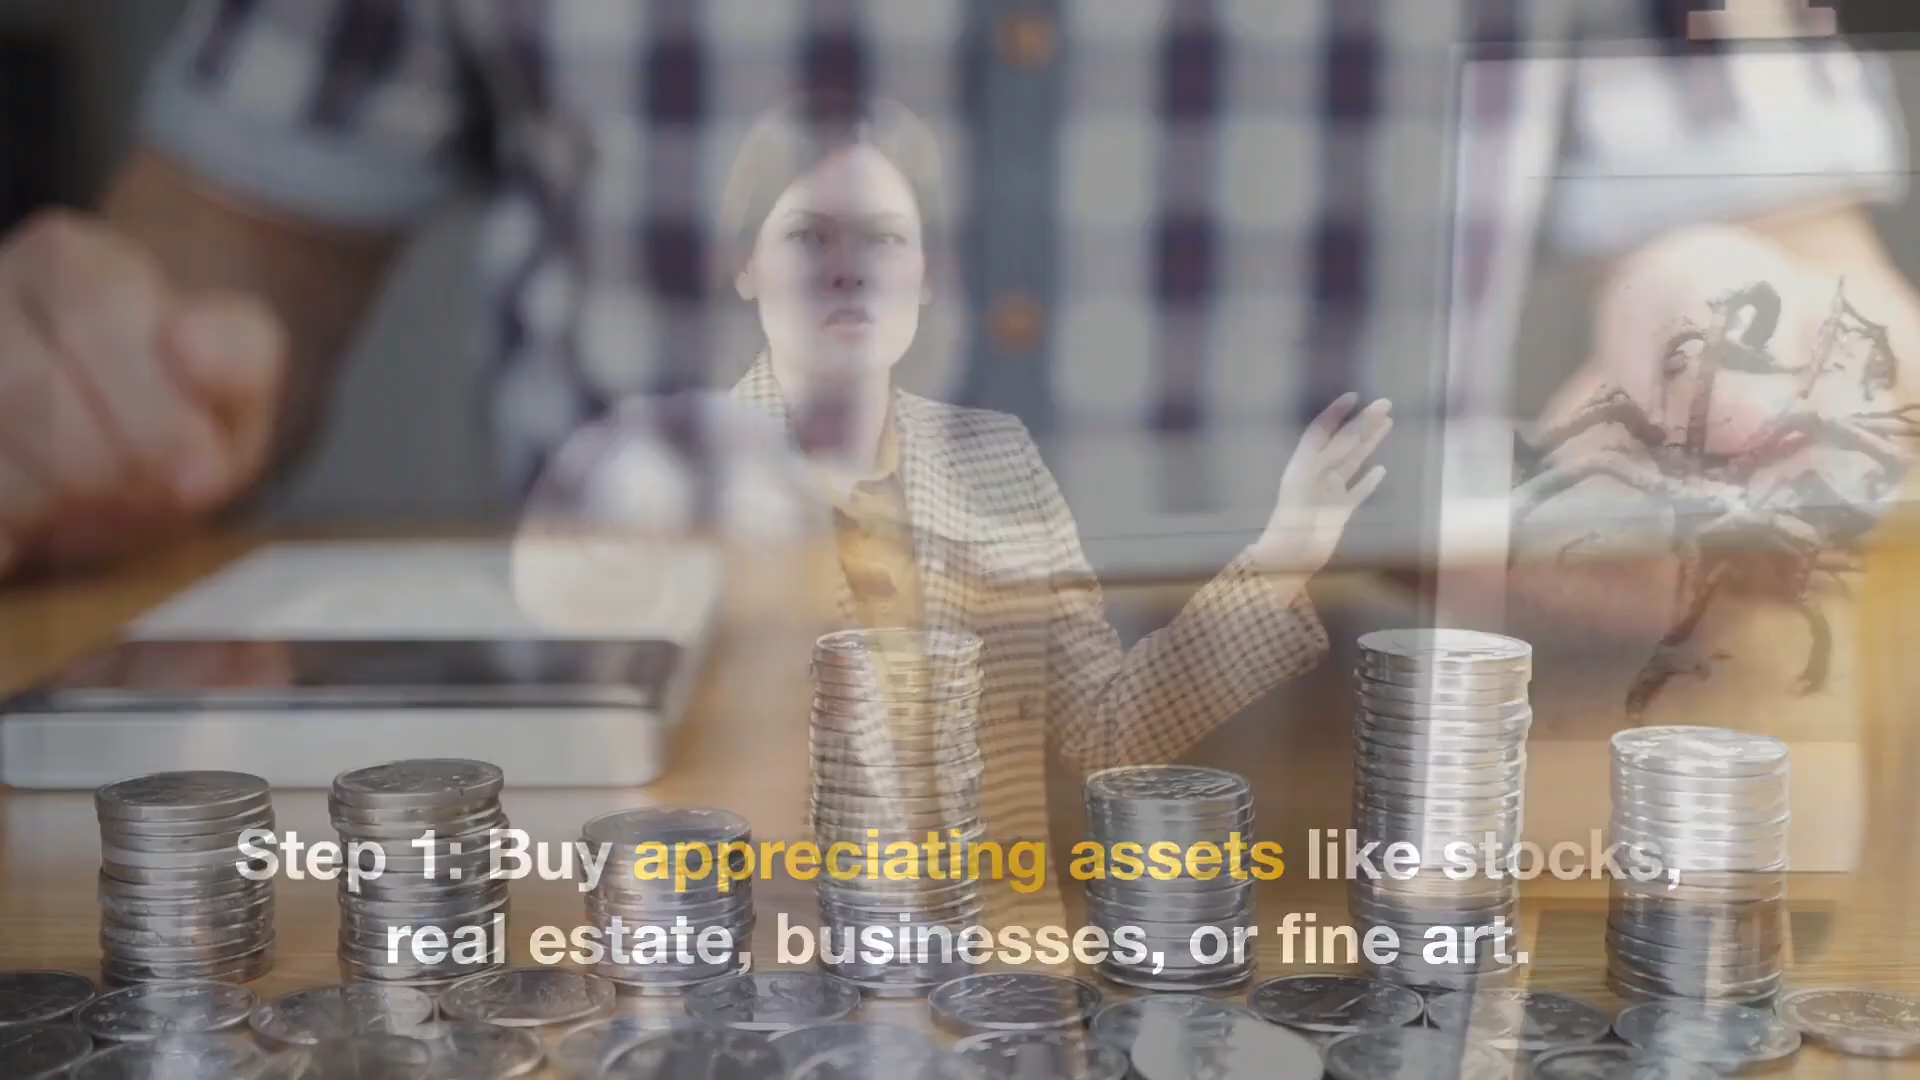 Step 1: Buy appreciating assets like stocks,
real estate, businesses, or fine art.